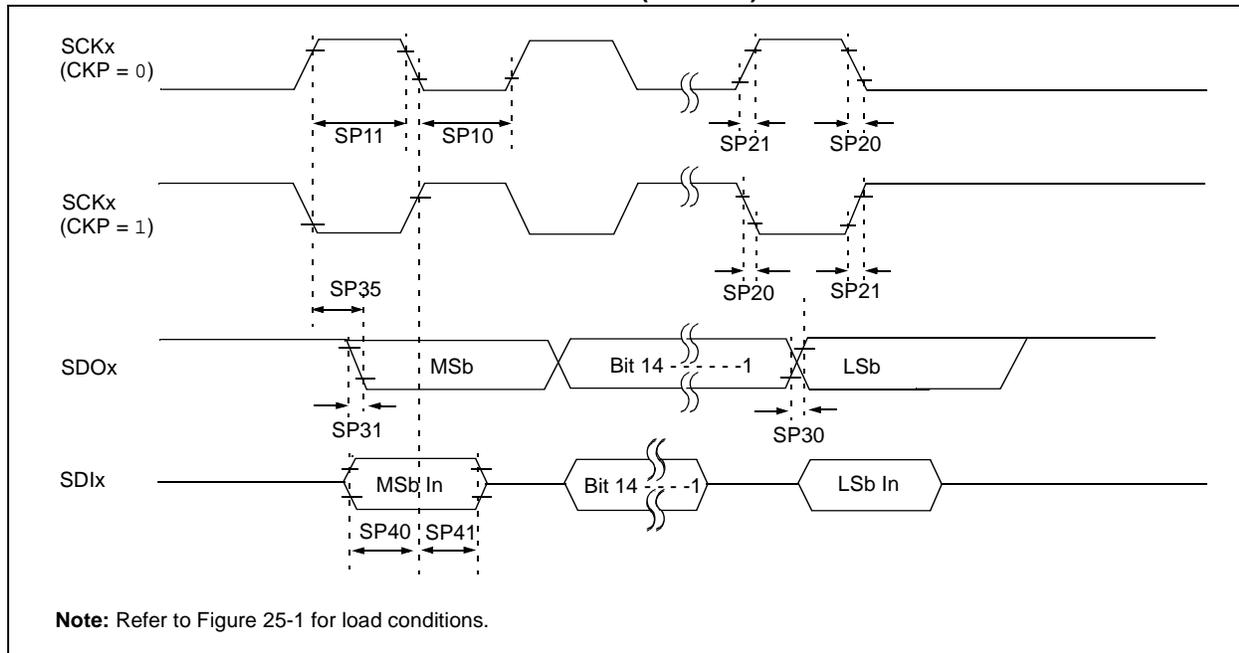 SCKx
(CKP = 0)
SP11
SP10
SP21
SP20
SCKx
(CKP = 1)
SP35
SP20
SP21
SDOx
MSb
Bit 14 - - - - - -1
LSb
SP31
SP30
SDIx
MSb In
Bit 14 - - - -1
LSb In
SP40
SP41
Note: Refer to Figure 25-1 for load conditions.